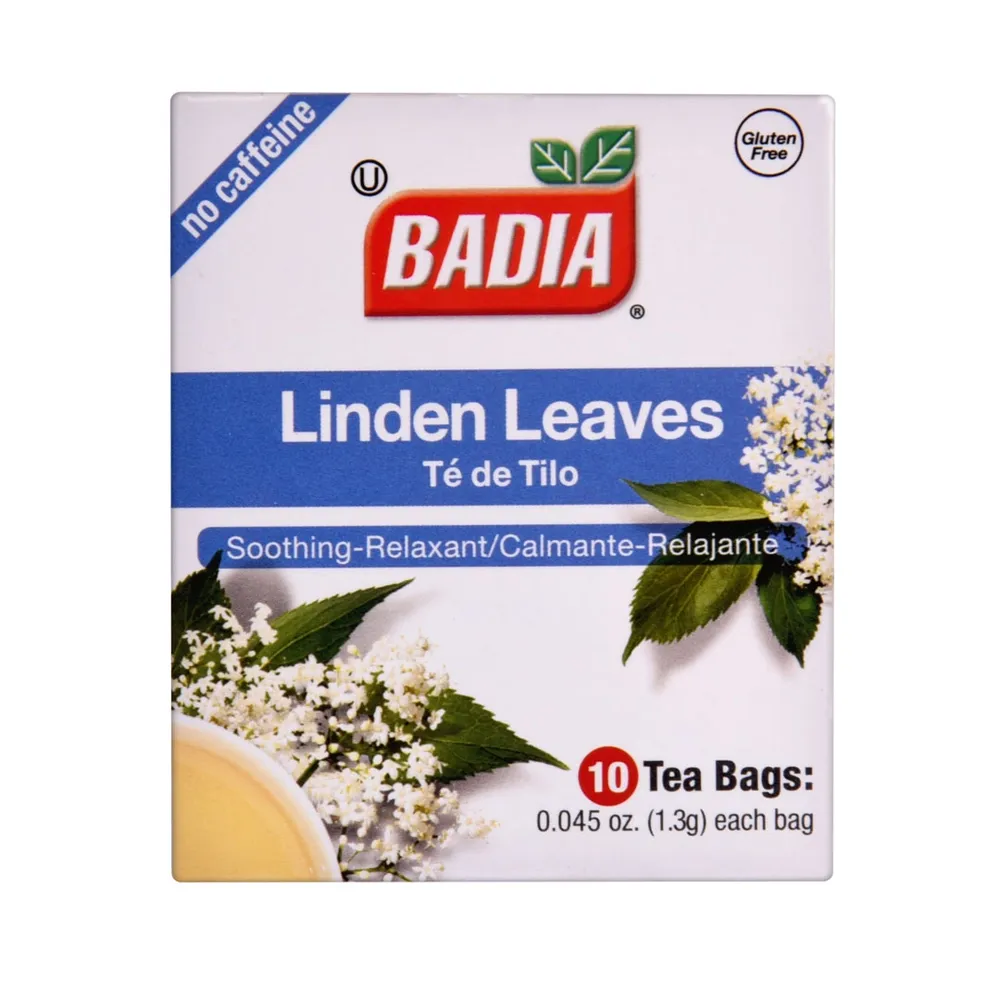 no caffeine
U
BADIA
®
Gluten
Free
Linden Leaves
Té de Tilo
Soothing-Relaxant/Calmante-Relajante
10 Tea Bags:
0.045 oz. (1.3g) each bag